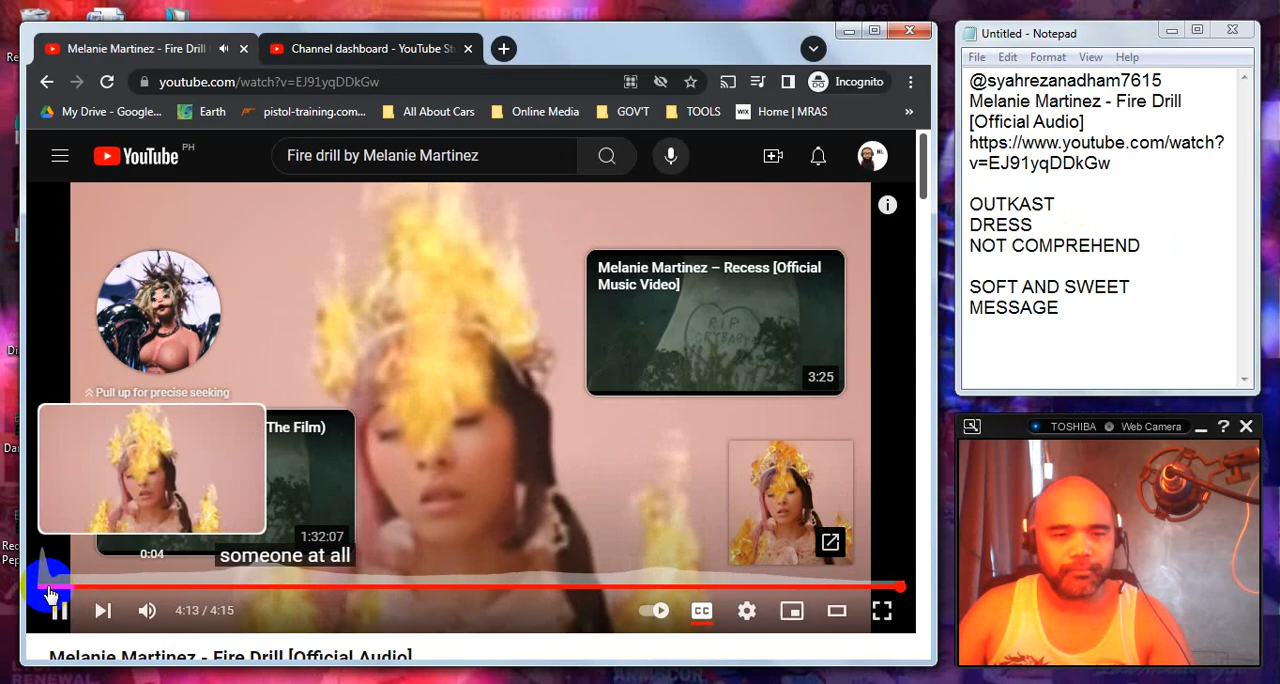 Melanie Martinez - Fire Drill
Channel dashboard - YouTube St
youtube.com/watch?v=EJ91yqDDkGw
Incognito
My Drive - Google...
Earth
pistol-training.com...
All About Cars
Online Media
GOV'T
TOOLS
WIX
Home | MRAS
YouTube PH
Fire drill by Melanie Martinez
Melanie Martinez – Recess [Official
Music Video]
RIP
CRYBABY
3:25
Pull up for precise seeking
The Film)
1:32:07
0:04
someone at all
4:13 / 4:15
CC
Melanie Martinez - Fire Drill [Official Audio]
Untitled - Notepad
File Edit Format View Help
@syahrezanadham7615
Melanie Martinez - Fire Drill
[Official Audio]
https://www.youtube.com/watch?
v=EJ91yqDDkGw
OUTKAST
DRESS
NOT COMPREHEND
SOFT AND SWEET
MESSAGE
TOSHIBA Web Camera